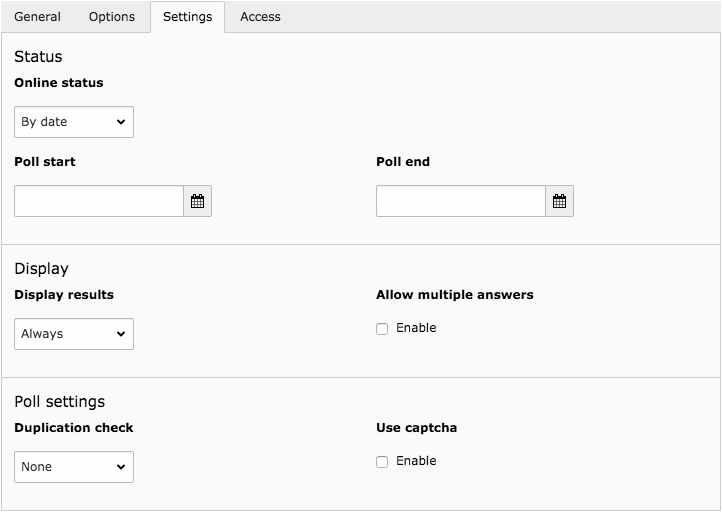 General Options Settings Access
Status
Online status
By date
Poll start Poll end
Display
Display results Allow multiple answers
Always Enable
Poll settings
Duplication check Use captcha
None Enable